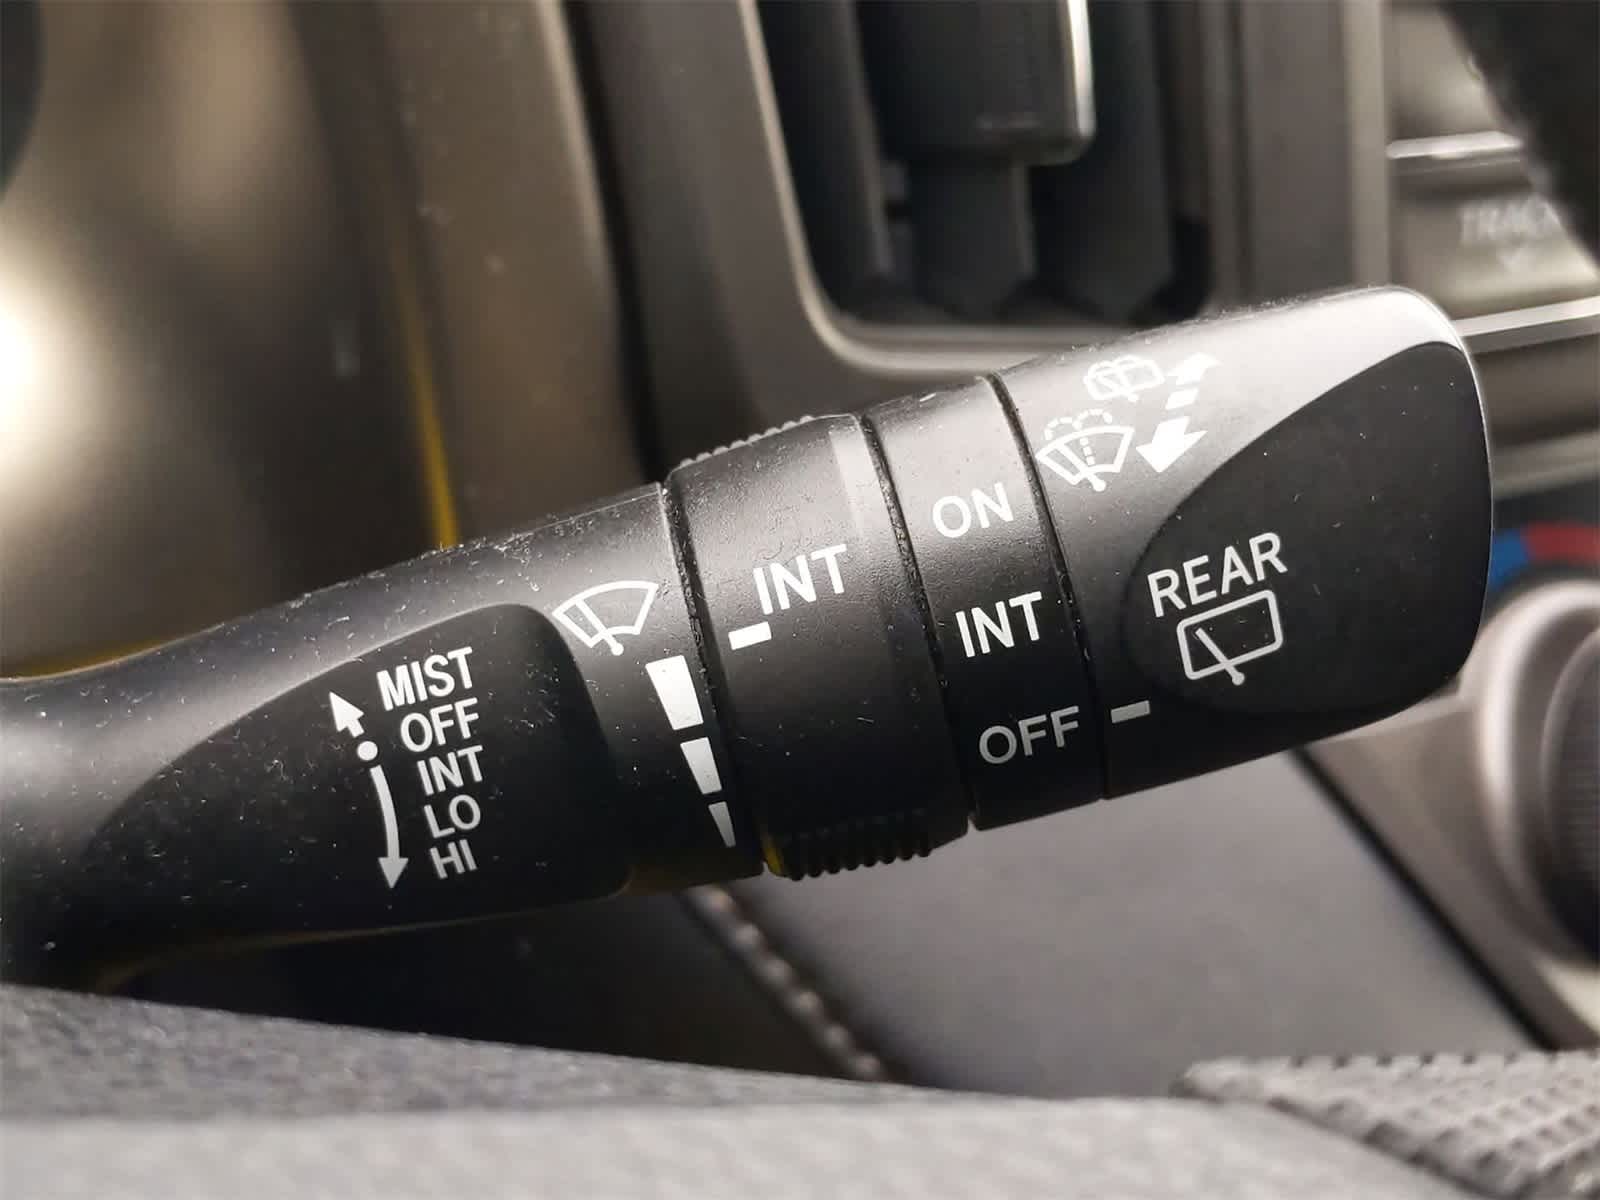 MIST
OFF
INT
LO
HI
INT
ON
INT
OFF
REAR